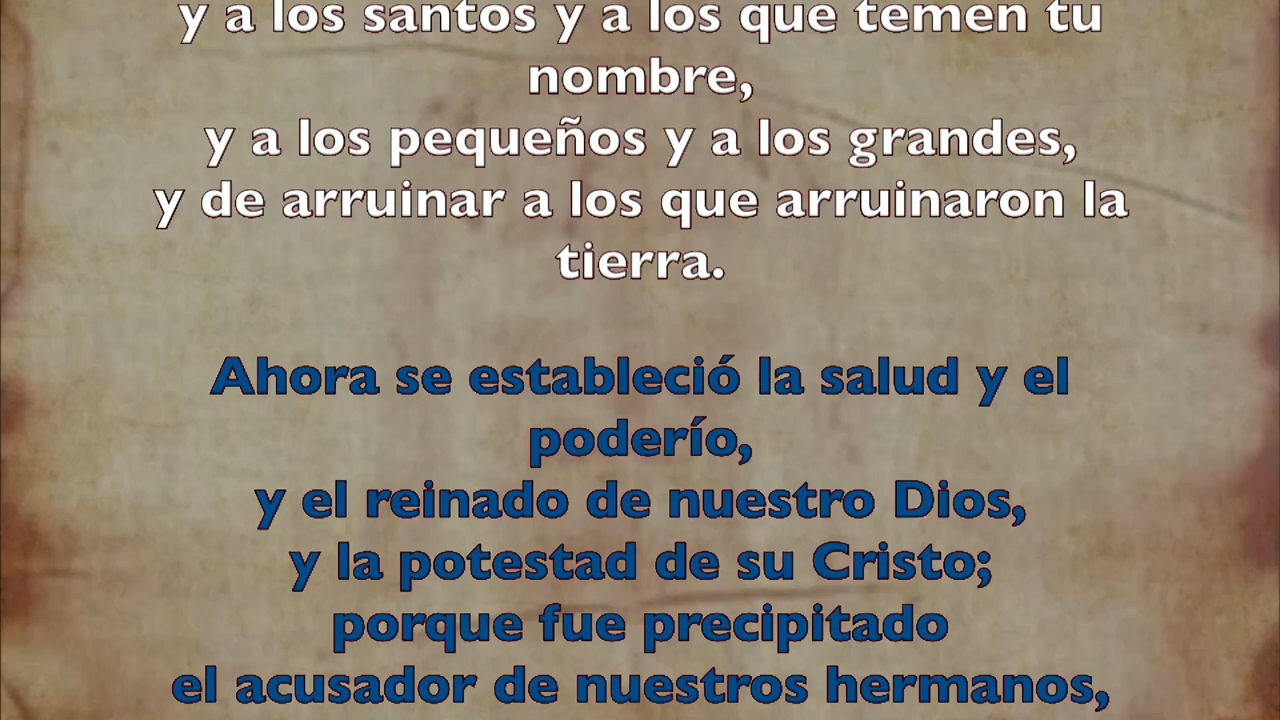 y a los santos y a los que temen tu
nombre,
y a los pequeños y a los grandes,
y de arruinar a los que arruinaron la
tierra.
Ahora se estableció la salud y el
poderío,
y el reinado de nuestro Dios,
y la potestad de su Cristo;
porque fue precipitado
el acusador de nuestros hermanos,